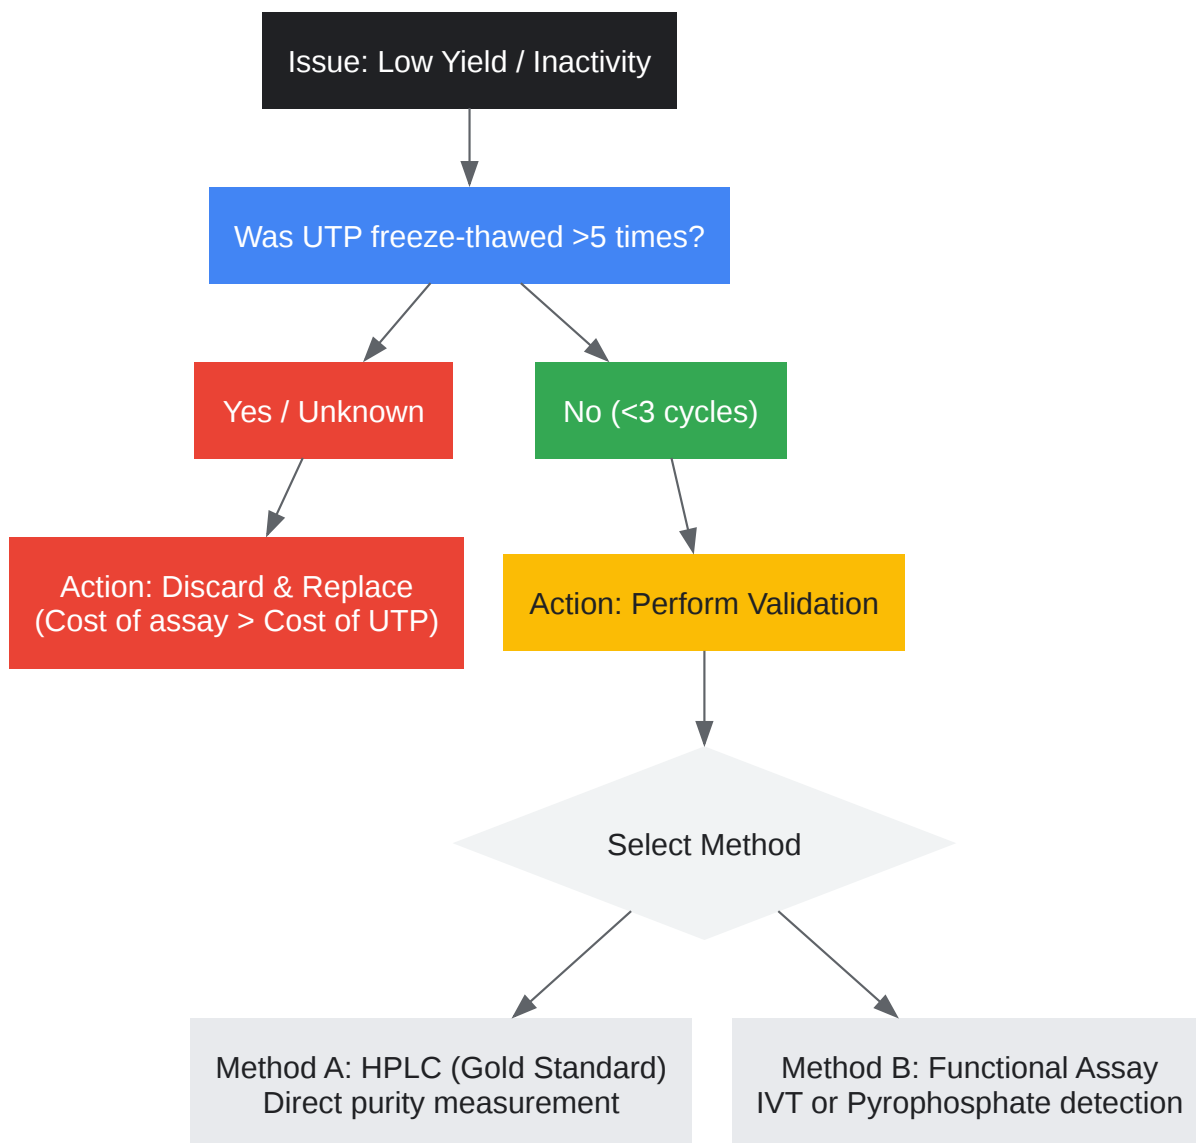 Issue: Low Yield / Inactivity
Was UTP freeze-thawed >5 times?
Yes / Unknown
No (<3 cycles)
Action: Discard & Replace
(Cost of assay > Cost of UTP)
Action: Perform Validation
Select Method
Method A: HPLC (Gold Standard)
Direct purity measurement
Method B: Functional Assay
IVT or Pyrophosphate detection